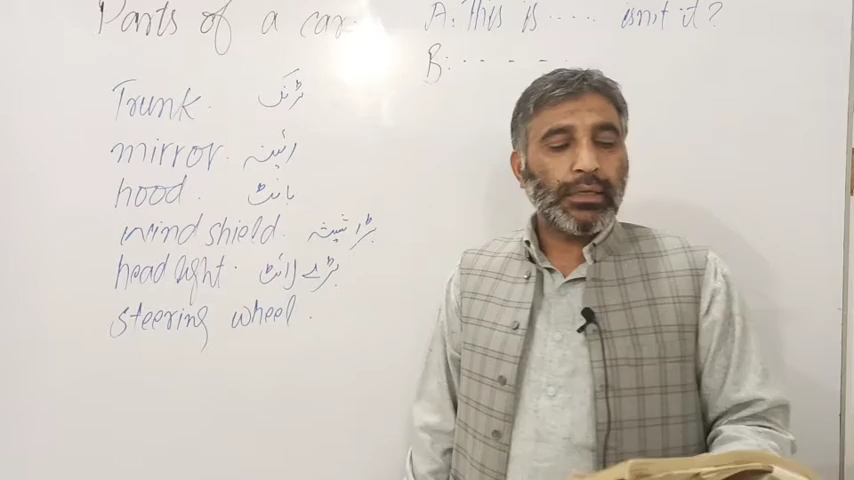 Parts of a car.
A: This is ..... isn't it?
B: . . - - .
Trunk. ٹرنک
mirror. آئینہ
hood. بانٹ
wind shield. بڑا شیشہ
head light. بڑے لائٹ
steering wheel.